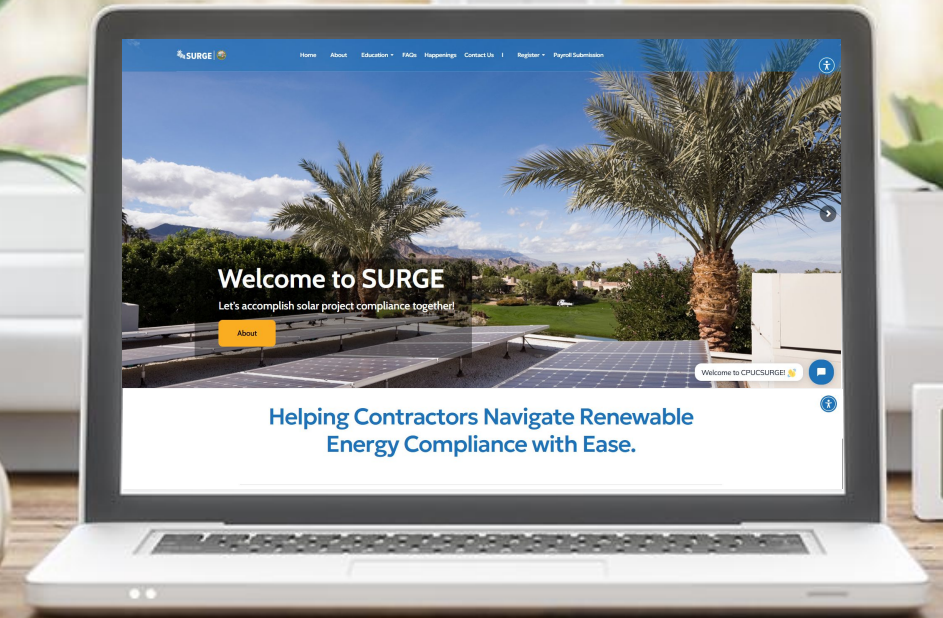 SURGE
Home About Education FAQs Happenings Contact Us | Register Payroll Submission
Welcome to SURGE
Let's accomplish solar project compliance together!
About
Welcome to CPUCSURGE! 👋
Helping Contractors Navigate Renewable
Energy Compliance with Ease.